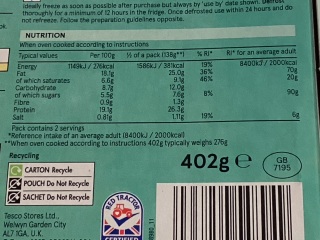 ideally freeze as soon as possible after purchase but always by 'use by' date shown. Defrost
thoroughly for a minimum of 12 hours in the fridge. Once defrosted use within 24 hours and do
not refreeze. Follow the preparation guidelines opposite.
NUTRITION
When oven cooked according to instructions
Typical values Per 100g ½ of a pack (138g**) % RI* RI* for an average adult
Energy 1149kJ / 276kcal 1586kJ / 381kcal 19% 8400kJ / 2000kcal
Fat 18.1g 25.0g 36% 70g
of which saturates 6.6g 9.1g 46% 20g
Carbohydrate 8.7g 12.0g
of which sugars 5.5g 7.6g 8% 90g
Fibre 0.9g 1.3g
Protein 19.1g 26.3g
Salt 0.81g 1.11g 19% 6g
Pack contains 2 servings
*Reference intake of an average adult (8400kJ / 2000kcal)
**When oven cooked according to instructions 402g typically weighs 276g
Recycling
CARTON Recycle
POUCH Do Not Recycle
SACHET Do Not Recycle
402g e
GB
7195
RED TRACTOR
CERTIFIED
Tesco Stores Ltd.,
Welwyn Garden City
AL7 1GA, U.K.